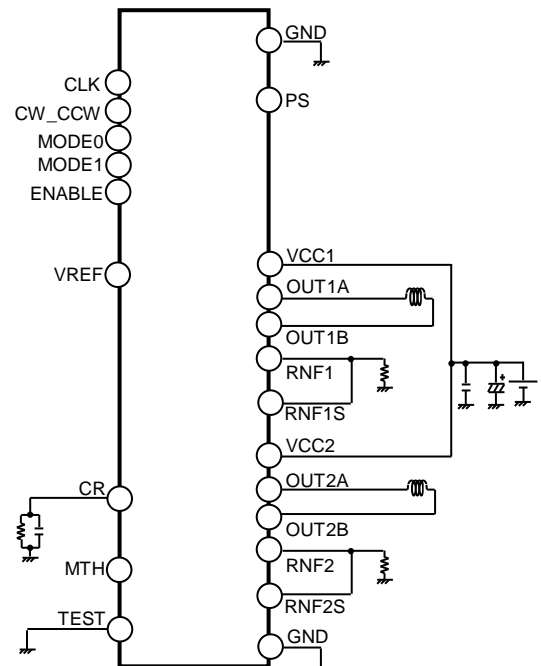 GND
CLK
PS
CW_CCW
MODE0
MODE1
ENABLE
VCC1
VREF
OUT1A
OUT1B
RNF1
RNF1S
VCC2
CR
OUT2A
OUT2B
RNF2
MTH
RNF2S
TEST
GND
+